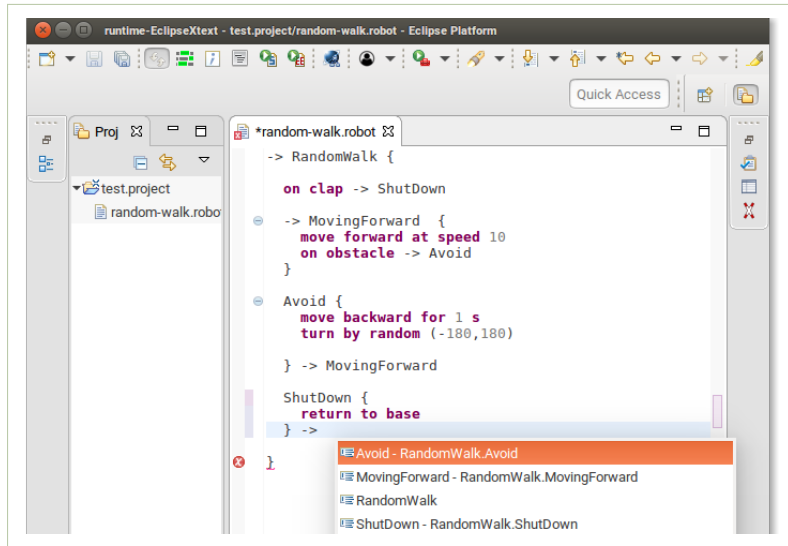 runtime-EclipseXtext - test.project/random-walk.robot - Eclipse Platform
Quick Access
Proj
*random-walk.robot
test.project
random-walk.robo
-> RandomWalk {
on clap -> ShutDown
-> MovingForward {
move forward at speed 10
on obstacle -> Avoid
}
Avoid {
move backward for 1 s
turn by random (-180,180)
} -> MovingForward
ShutDown {
return to base
} ->
}
Avoid - RandomWalk.Avoid
MovingForward - RandomWalk.MovingForward
RandomWalk
ShutDown - RandomWalk.ShutDown